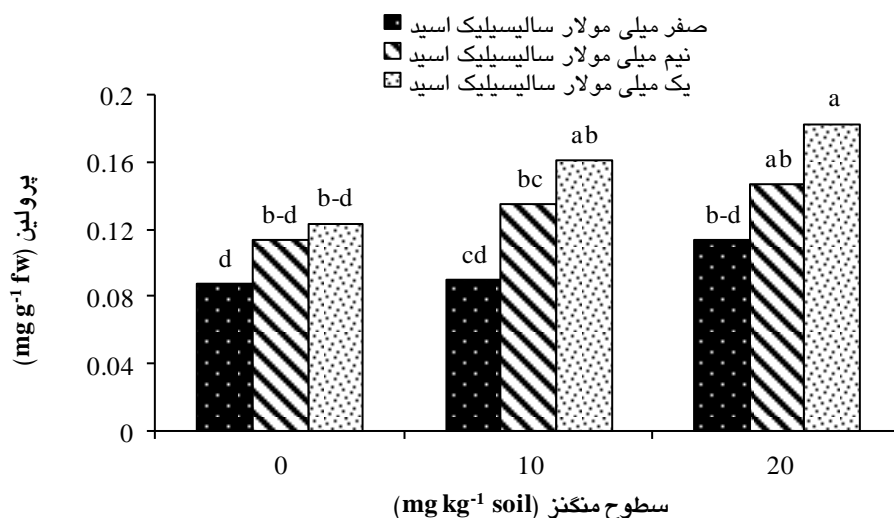 صفر میلی مولار سالیسیلیک اسید
نیم میلی مولار سالیسیلیک اسید
یک میلی مولار سالیسیلیک اسید
پرولین (mg g-1 fw)
0.2
0.16
0.12
0.08
0.04
0
d b-d b-d cd bc ab b-d ab a
0 10 20
سطوح منگنز (mg kg-1 soil)